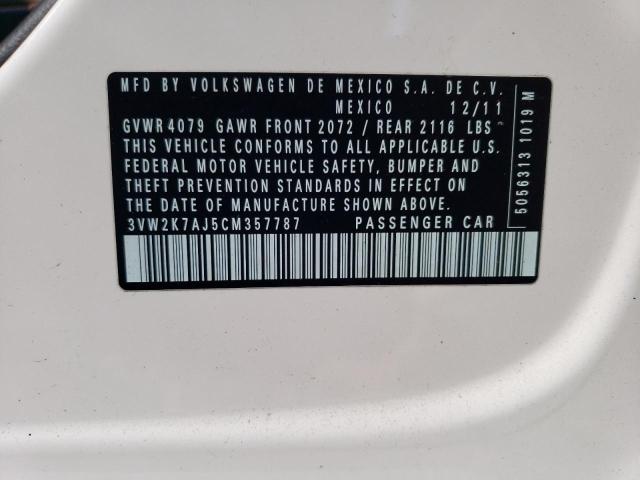 MFD BY VOLKSWAGEN DE MEXICO S.A. DE C.V.
MEXICO 12/11
GVWR 4079 GAWR FRONT 2072 / REAR 2116 LBS
THIS VEHICLE CONFORMS TO ALL APPLICABLE U.S.
FEDERAL MOTOR VEHICLE SAFETY, BUMPER AND
THEFT PREVENTION STANDARDS IN EFFECT ON
THE DATE OF MANUFACTURE SHOWN ABOVE.
3VW2K7AJ5CM357787 PASSENGER CAR
5056313 1019 M